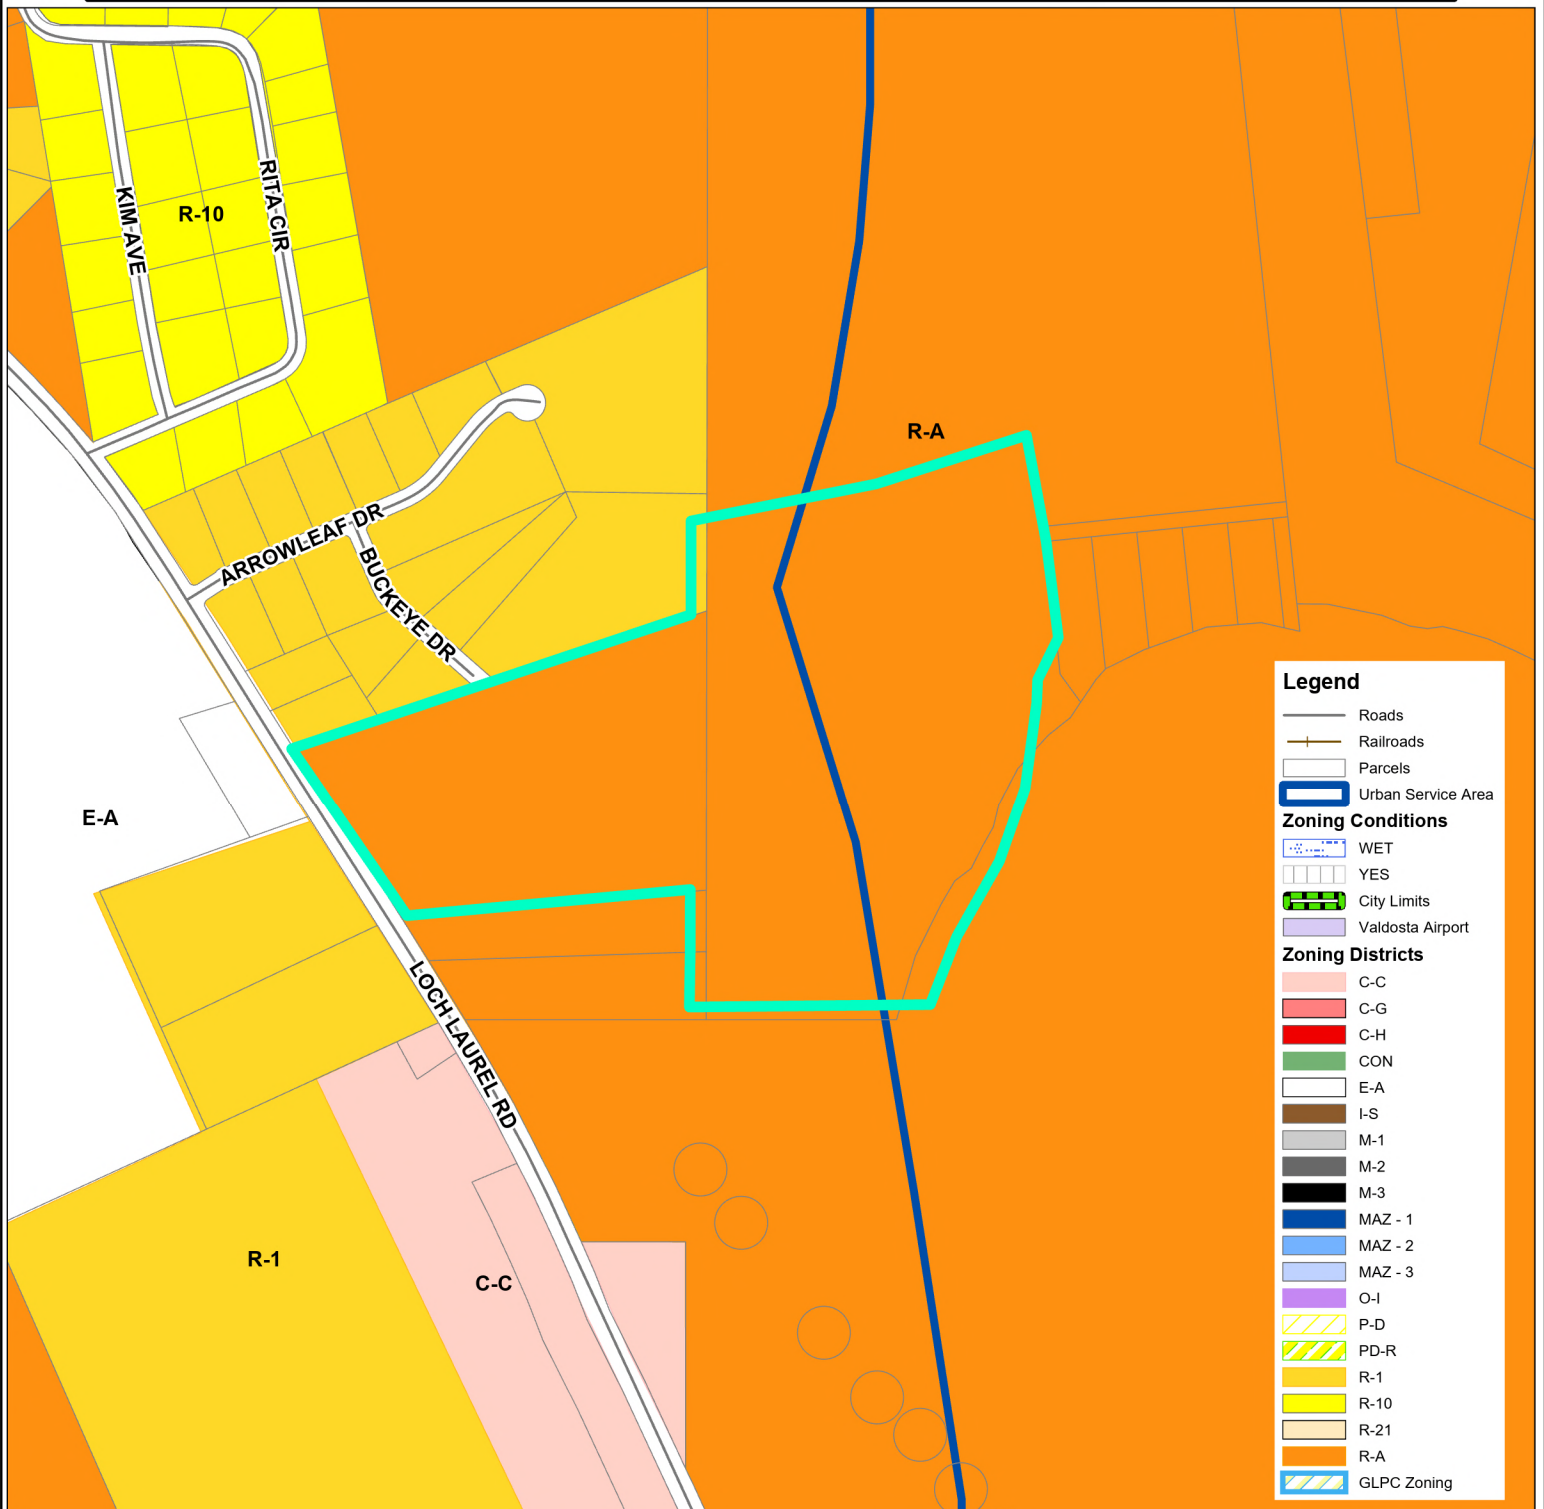 KIM AVE
RITA CIR
R-10
ARROWLEAF DR
BUCKEYE DR
R-A
E-A
LOCH LAUREL RD
R-1
C-C
Legend
Roads
Railroads
Parcels
Urban Service Area
Zoning Conditions
WET
YES
City Limits
Valdosta Airport
Zoning Districts
C-C
C-G
C-H
CON
E-A
I-S
M-1
M-2
M-3
MAZ - 1
MAZ - 2
MAZ - 3
O-I
P-D
PD-R
R-1
R-10
R-21
R-A
GLPC Zoning